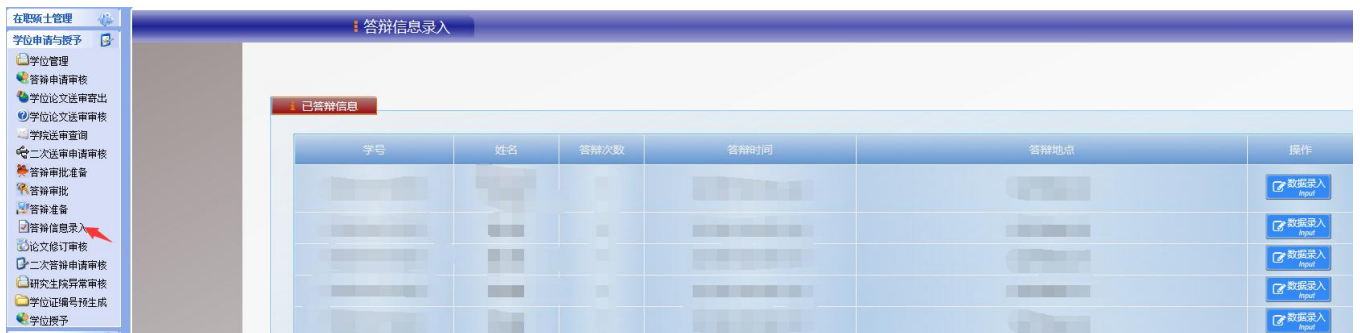 在职硕士管理
学位申请与授予
学位管理
答辩申请审核
学位论文送审寄出
学位论文送审审核
学院送审查询
二次送审申请审核
答辩审批准备
答辩审批
答辩准备
答辩信息录入
论文修订审核
二次答辩申请审核
研究生院异常审核
学位证编号预生成
学位授予
答辩信息录入
已答辩信息
学号 姓名 答辩次数 答辩时间 答辩地点 操作
数据录入
Input
数据录入
Input
数据录入
Input
数据录入
Input
数据录入
Input